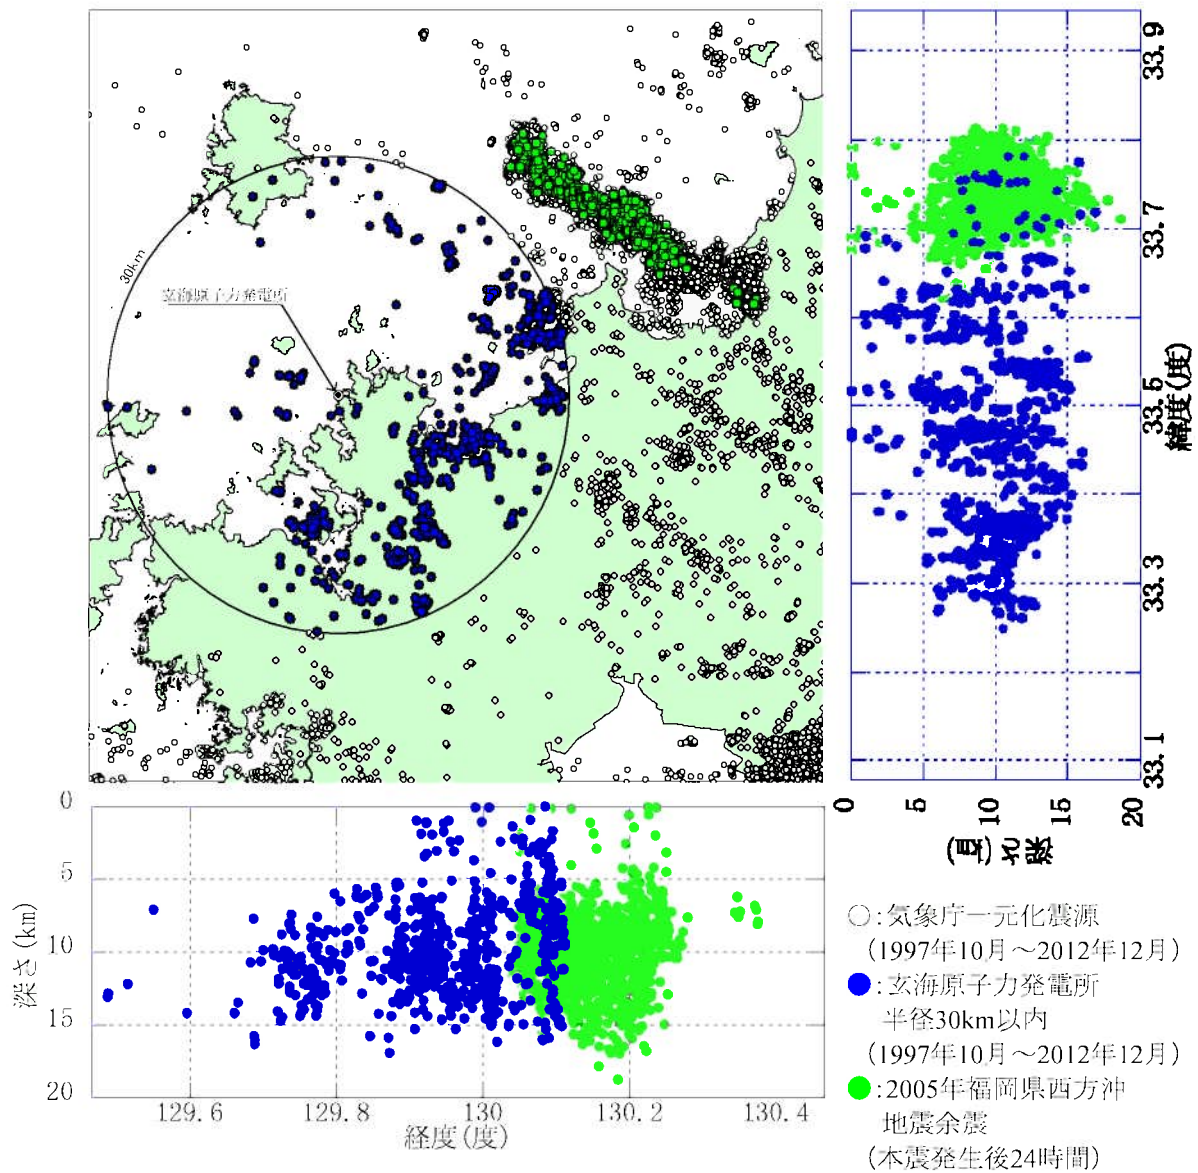 30km
玄海原子力発電所
33.9
33.7
33.5
33.3
33.1
緯度(度)
0 5 10 15 20
深さ(km)
0
5
10
15
20
深さ(km)
129.6 129.8 130 130.2 130.4
経度(度)
○:気象庁一元化震源
(1997年10月～2012年12月)
●:玄海原子力発電所
半径30km以内
(1997年10月～2012年12月)
●:2005年福岡県西方沖
地震余震
(本震発生後24時間)